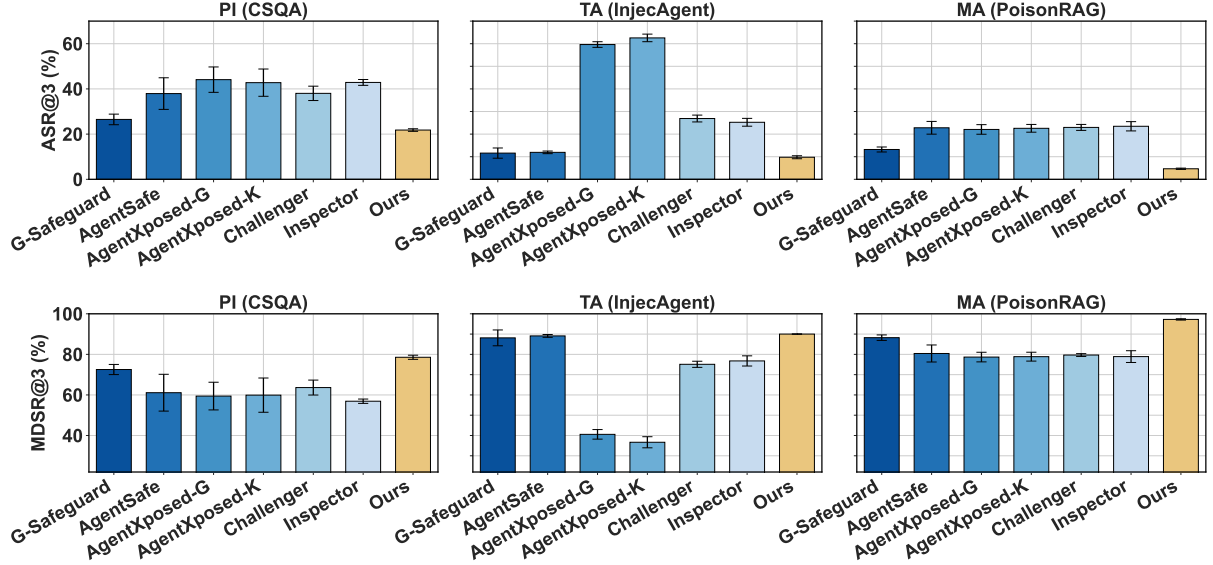 PI (CSQA)
TA (InjecAgent)
MA (PoisonRAG)
ASR@3 (%)
60
40
20
0
G-Safeguard
AgentSafe
AgentXposed-G
AgentXposed-K
Challenger
Inspector
Ours
G-Safeguard
AgentSafe
AgentXposed-G
AgentXposed-K
Challenger
Inspector
Ours
G-Safeguard
AgentSafe
AgentXposed-G
AgentXposed-K
Challenger
Inspector
Ours
PI (CSQA)
TA (InjecAgent)
MA (PoisonRAG)
MDSR@3 (%)
100
80
60
40
G-Safeguard
AgentSafe
AgentXposed-G
AgentXposed-K
Challenger
Inspector
Ours
G-Safeguard
AgentSafe
AgentXposed-G
AgentXposed-K
Challenger
Inspector
Ours
G-Safeguard
AgentSafe
AgentXposed-G
AgentXposed-K
Challenger
Inspector
Ours